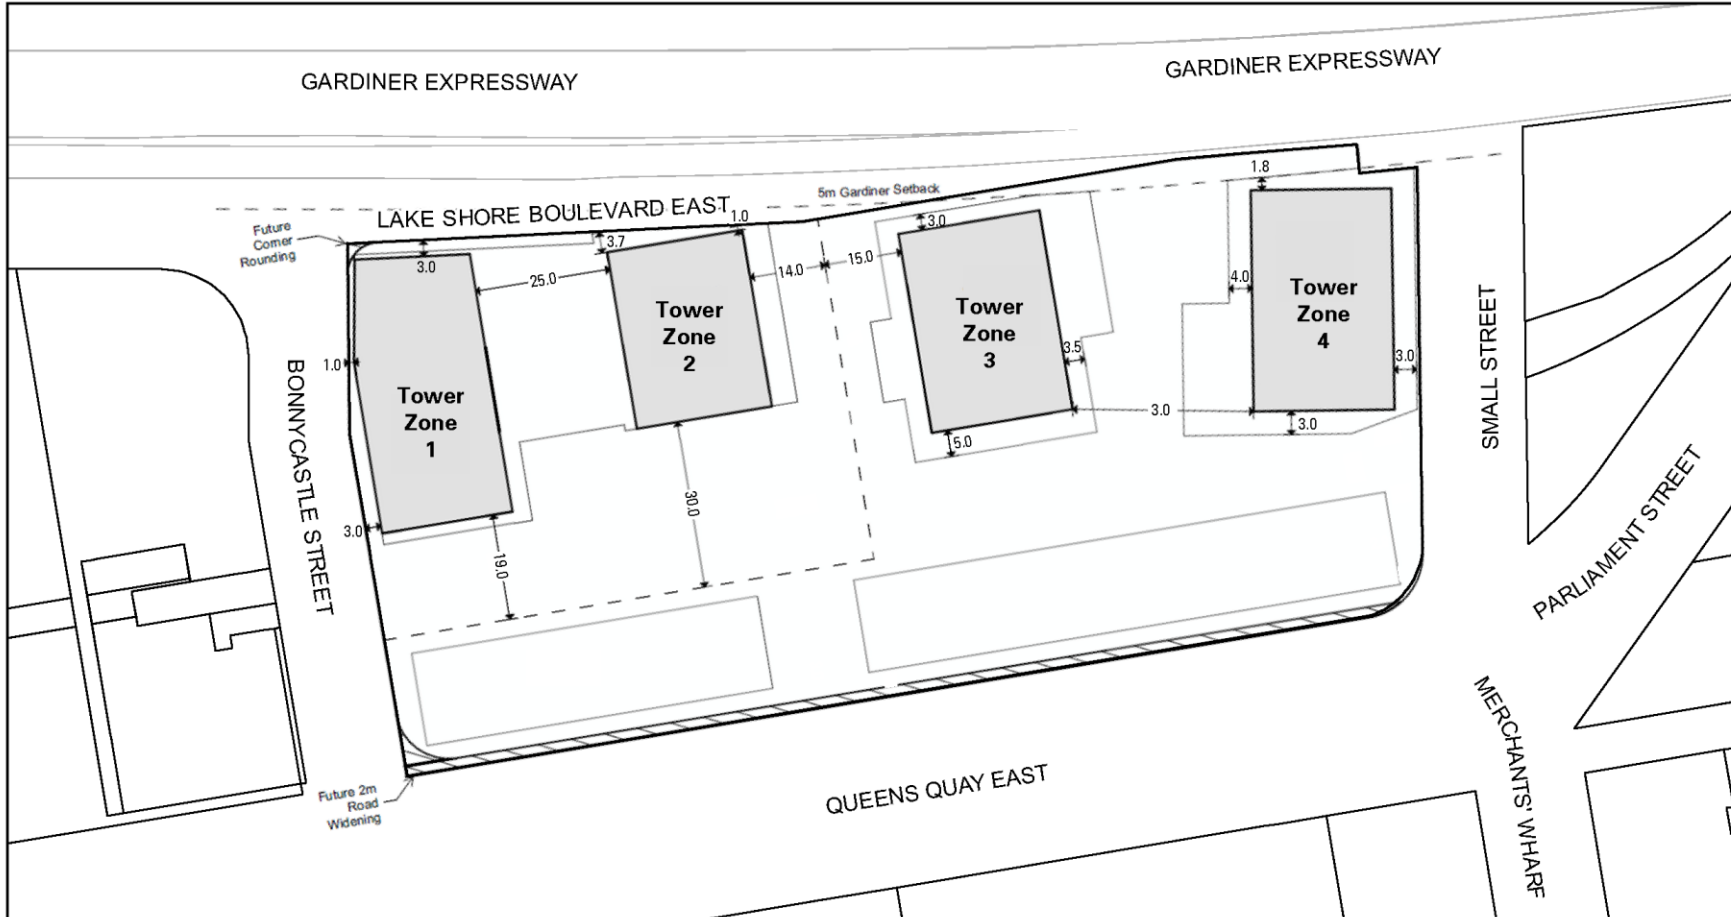 GARDINER EXPRESSWAY
GARDINER EXPRESSWAY
1.8
5m Gardiner Setback
LAKE SHORE BOULEVARD EAST
1.0
3.0
Future
Corner
Rounding
3.7
3.0
25.0
14.0
15.0
4.0
Tower
Zone
1
Tower
Zone
2
Tower
Zone
3
Tower
Zone
4
1.0
3.5
3.0
3.0
3.0
5.0
3.0
30.0
19.0
BONNYCASTLE STREET
SMALL STREET
PARLIAMENT STREET
MERCHANTS' WHARF
QUEENS QUAY EAST
Future 2m
Road
Widening